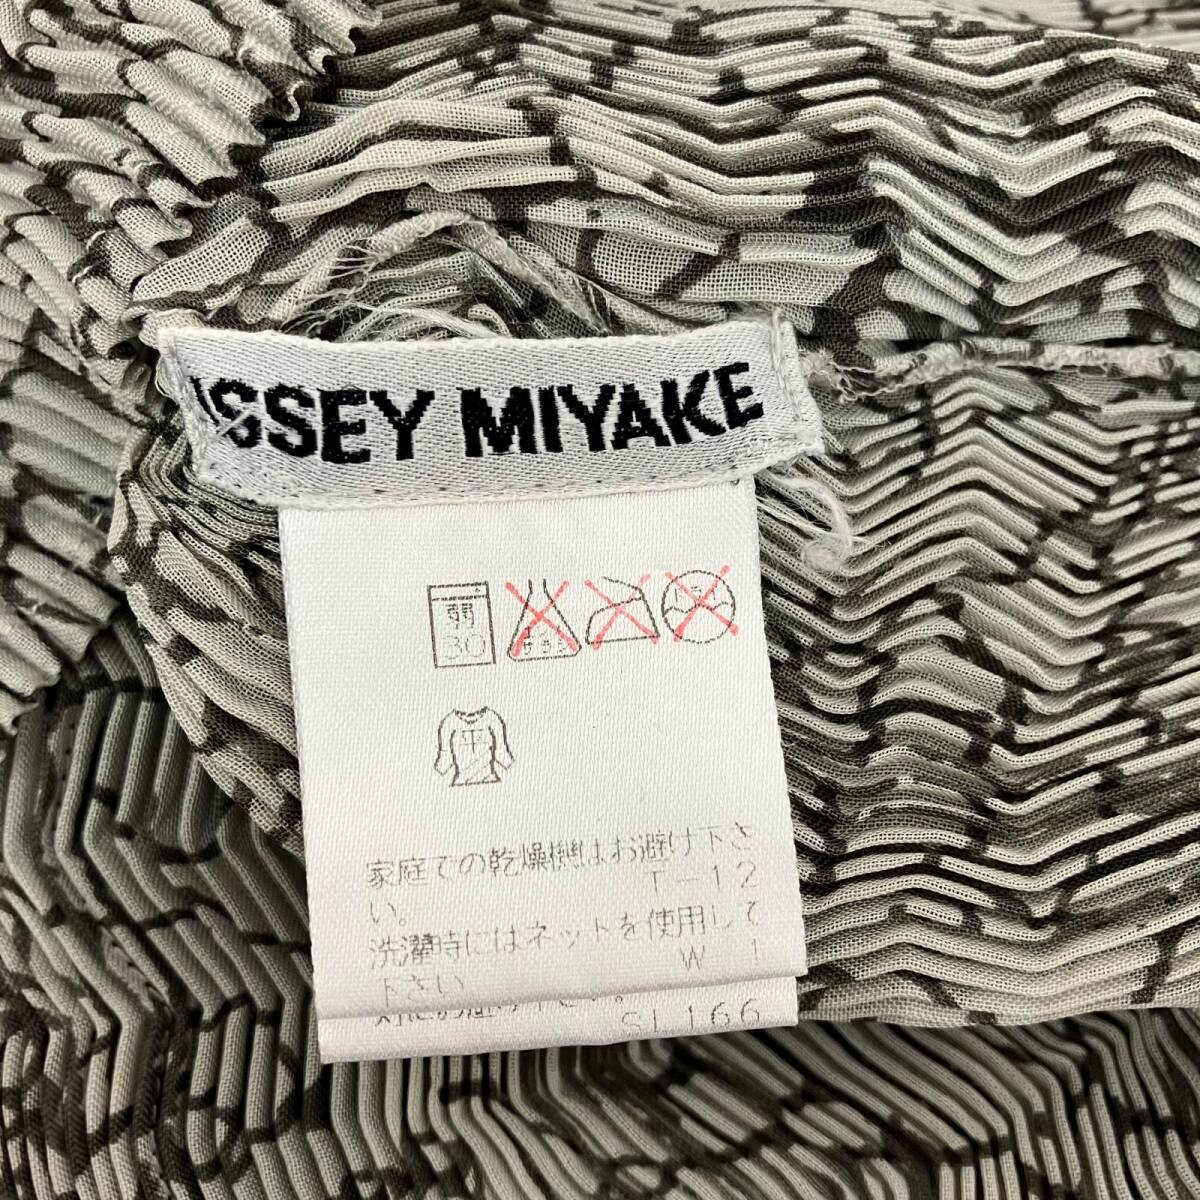 ISSEY MIYAKE
弱
30
平
家庭での乾燥機はお避け下さ
T-12
い。
洗濯時にはネットを使用して
W 1
下さい
SL166